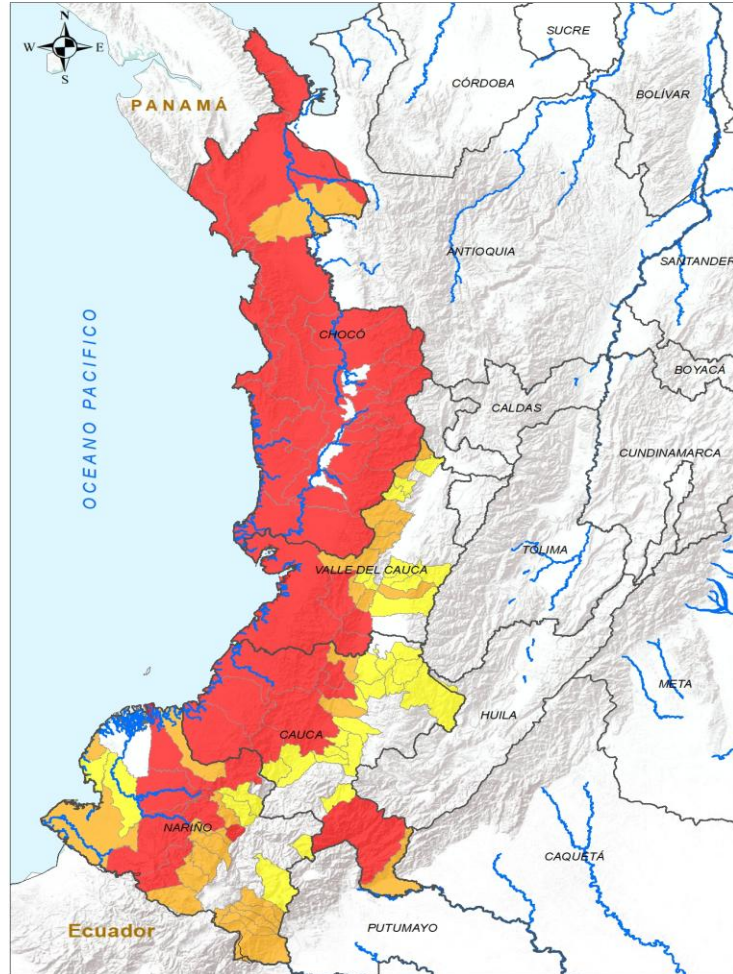 N
W E
S
SUCRE
CÓRDOBA
BOLÍVAR
PANAMÁ
ANTIOQUIA
SANTANDER
OCEANO PACIFICO
CHOCÓ
BOYACÁ
CALDAS
CUNDINAMARCA
TOLIMA
VALLE DEL CAUCA
META
HUILA
CAUCA
NARIÑO
CAQUETÁ
PUTUMAYO
Ecuador